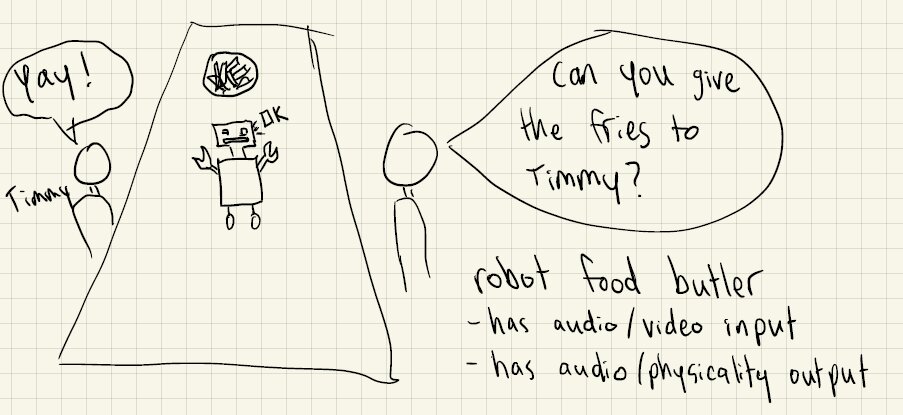 Yay!
Timmy
OK
Can you give
the fries to
Timmy?
robot food butler
- has audio/video input
- has audio/physicality output